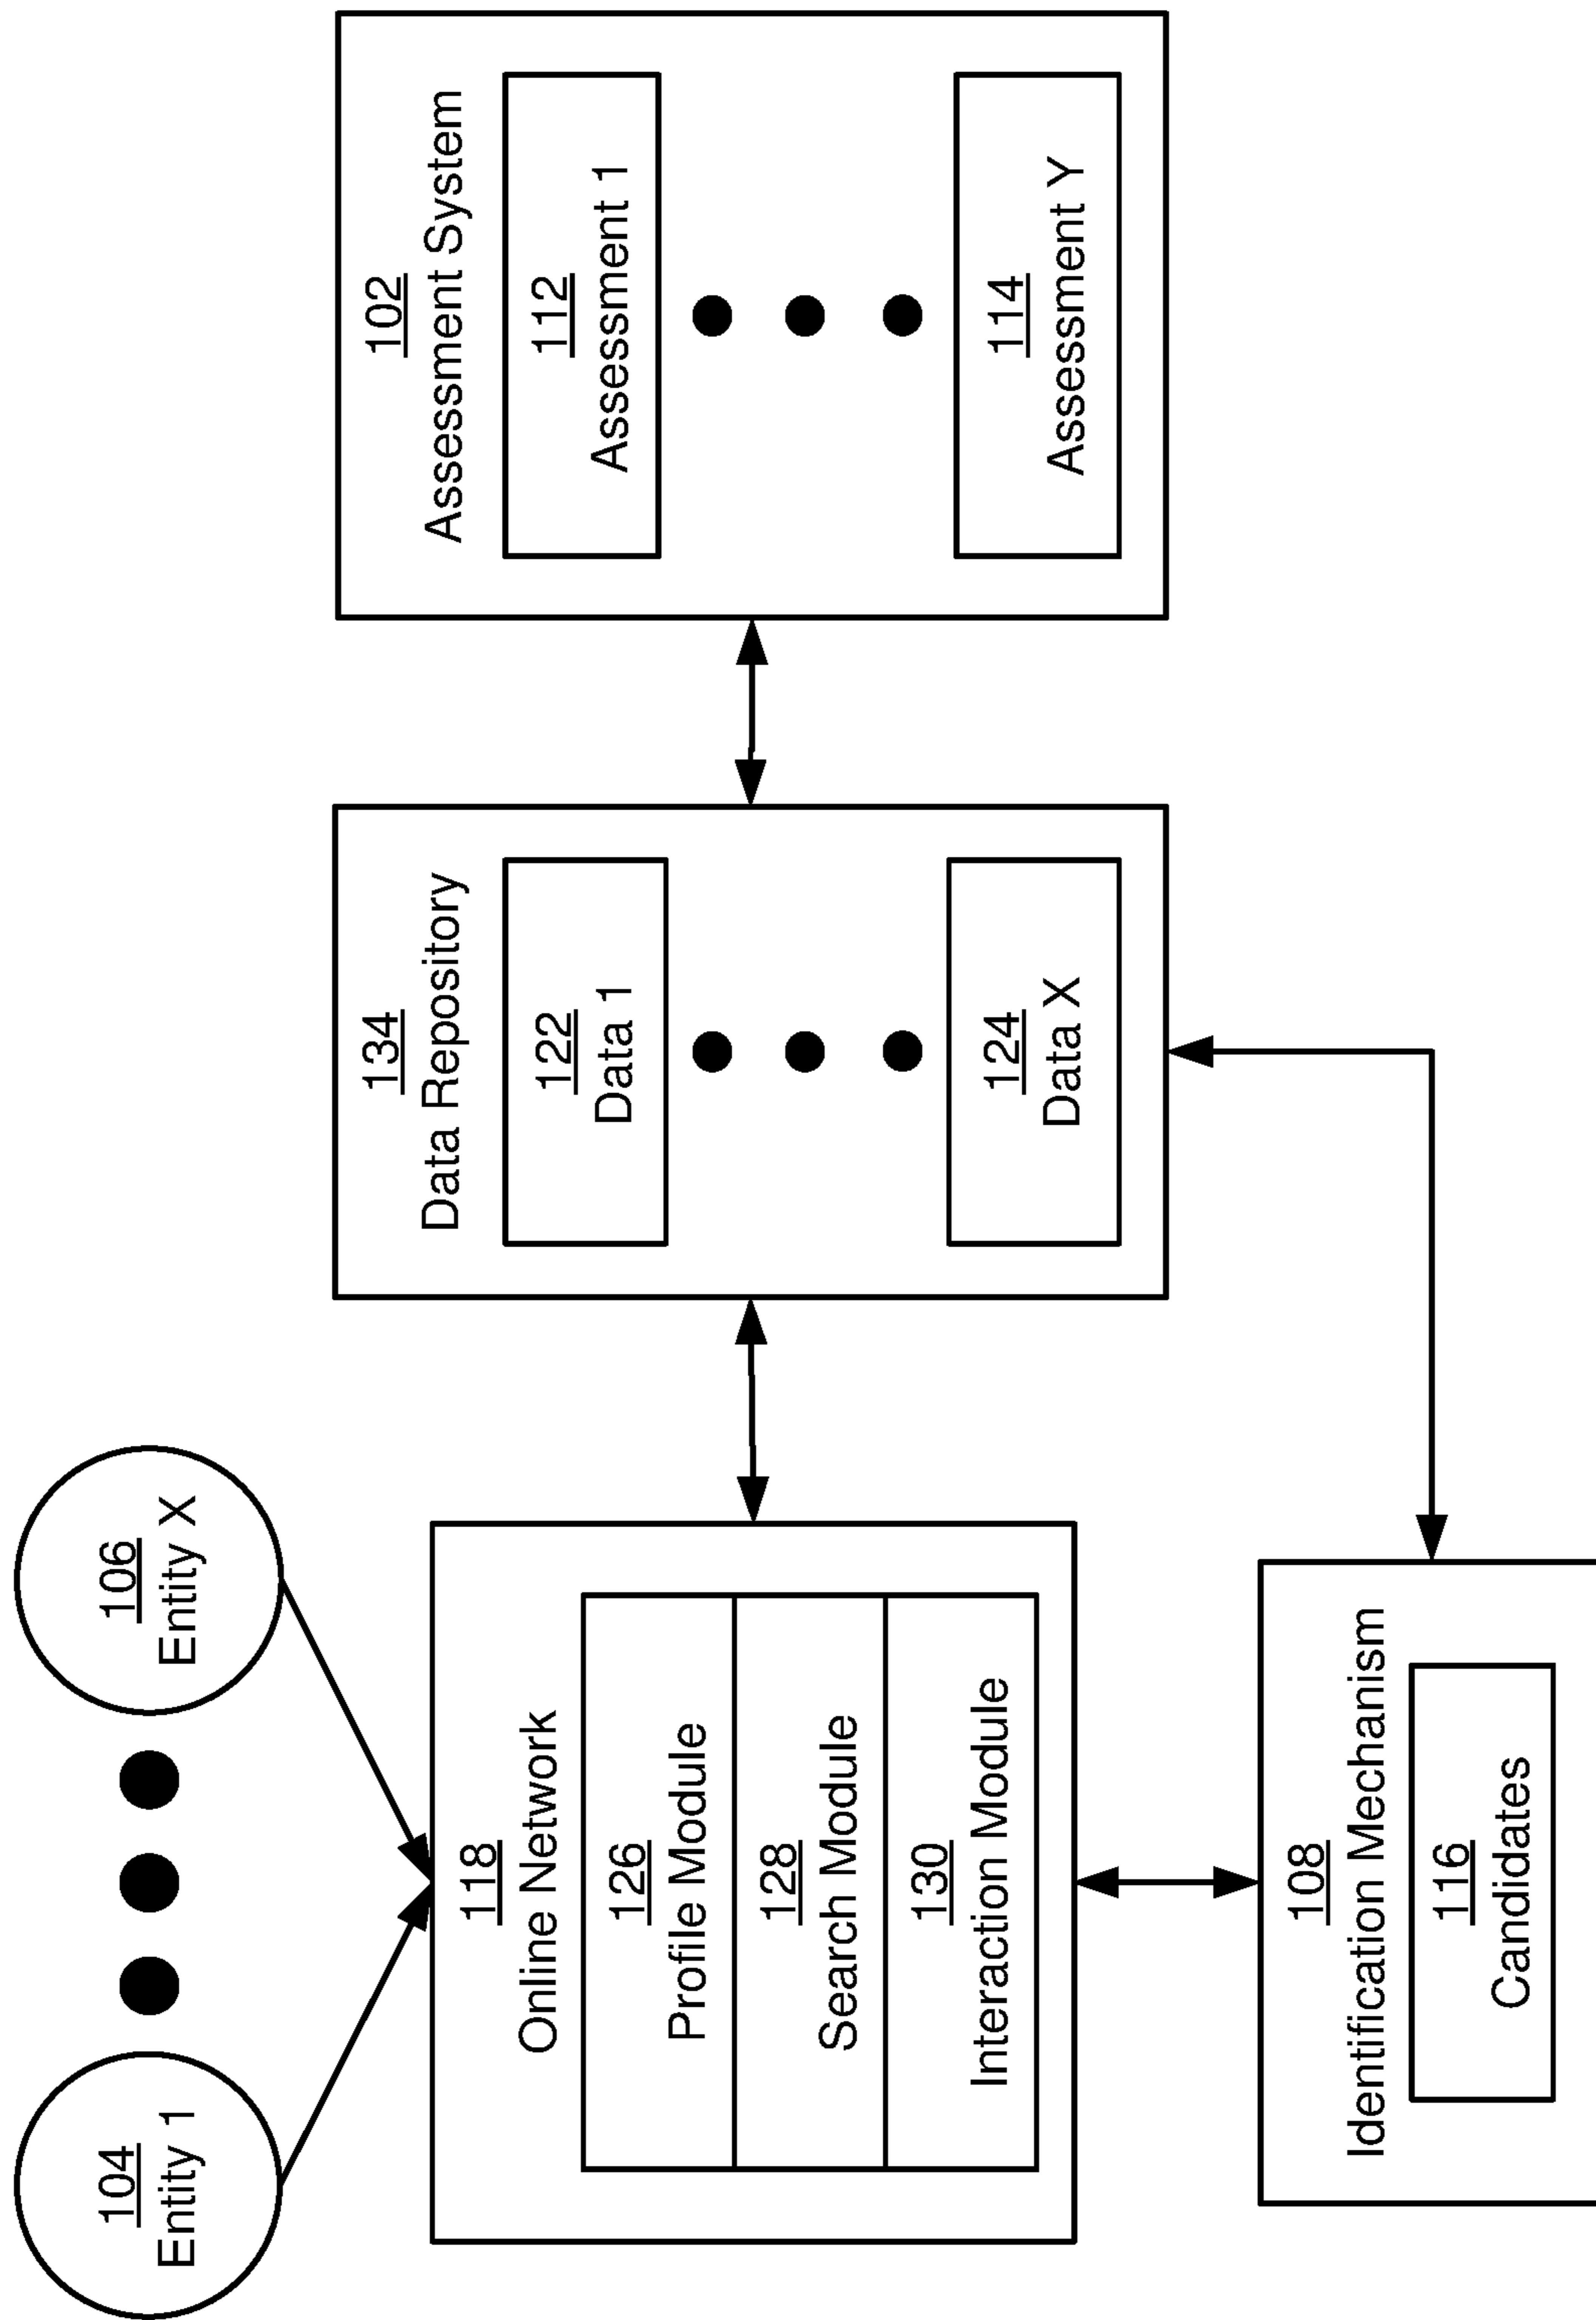 104
Entity 1
106
Entity X
118
Online Network
126
Profile Module
128
Search Module
130
Interaction Module
134
Data Repository
122
Data 1
124
Data X
102
Assessment System
112
Assessment 1
114
Assessment Y
108
Identification Mechanism
116
Candidates